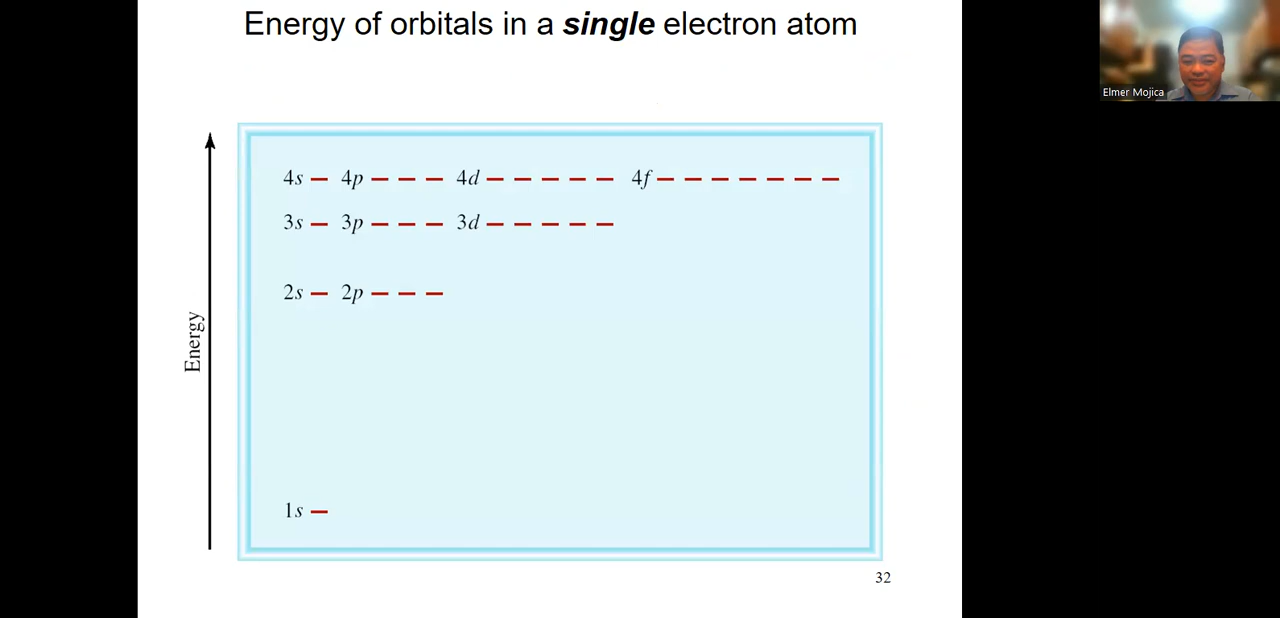 Energy of orbitals in a single electron atom
Elmer Mojica
4s 4p 4d 4f
3s 3p 3d
2s 2p
Energy
1s
32